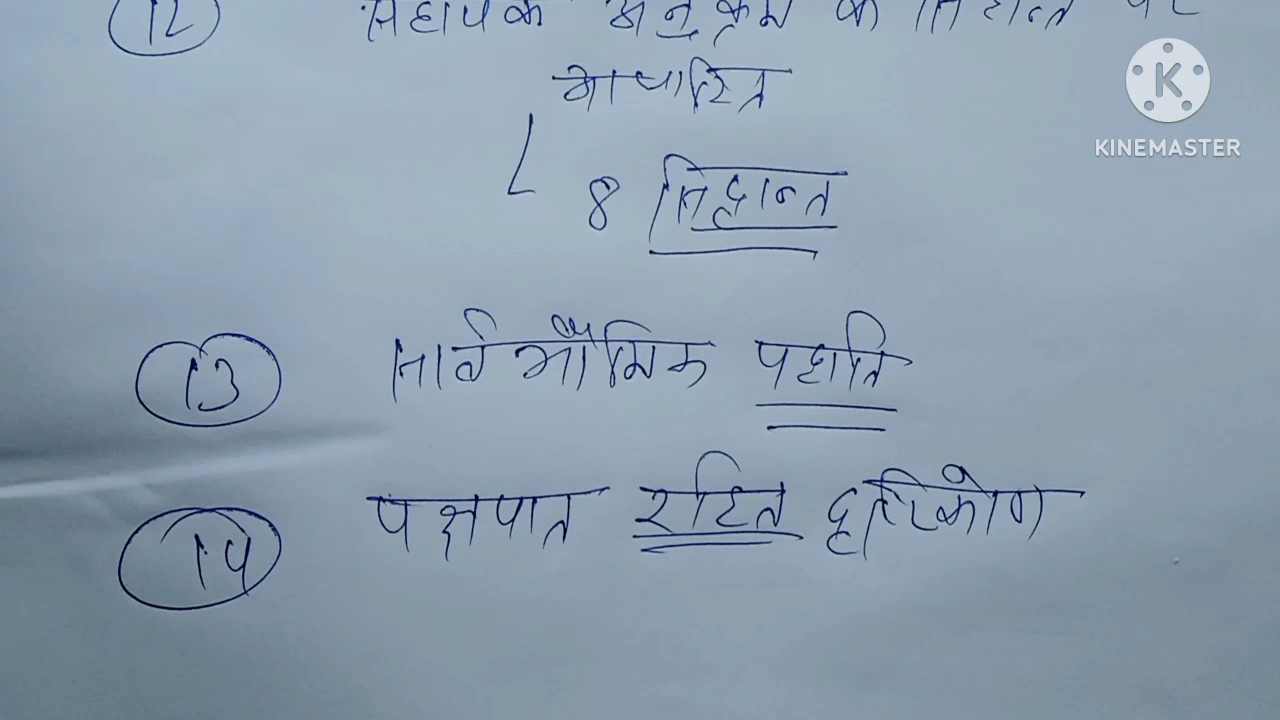 12 सहायक अनुक्रम के सिद्धान्त पर
आधारित
8 सिद्धान्त
13 सार्वभौमिक पद्धति
14 पक्षपात रहित दृष्टिकोण
K
KINEMASTER